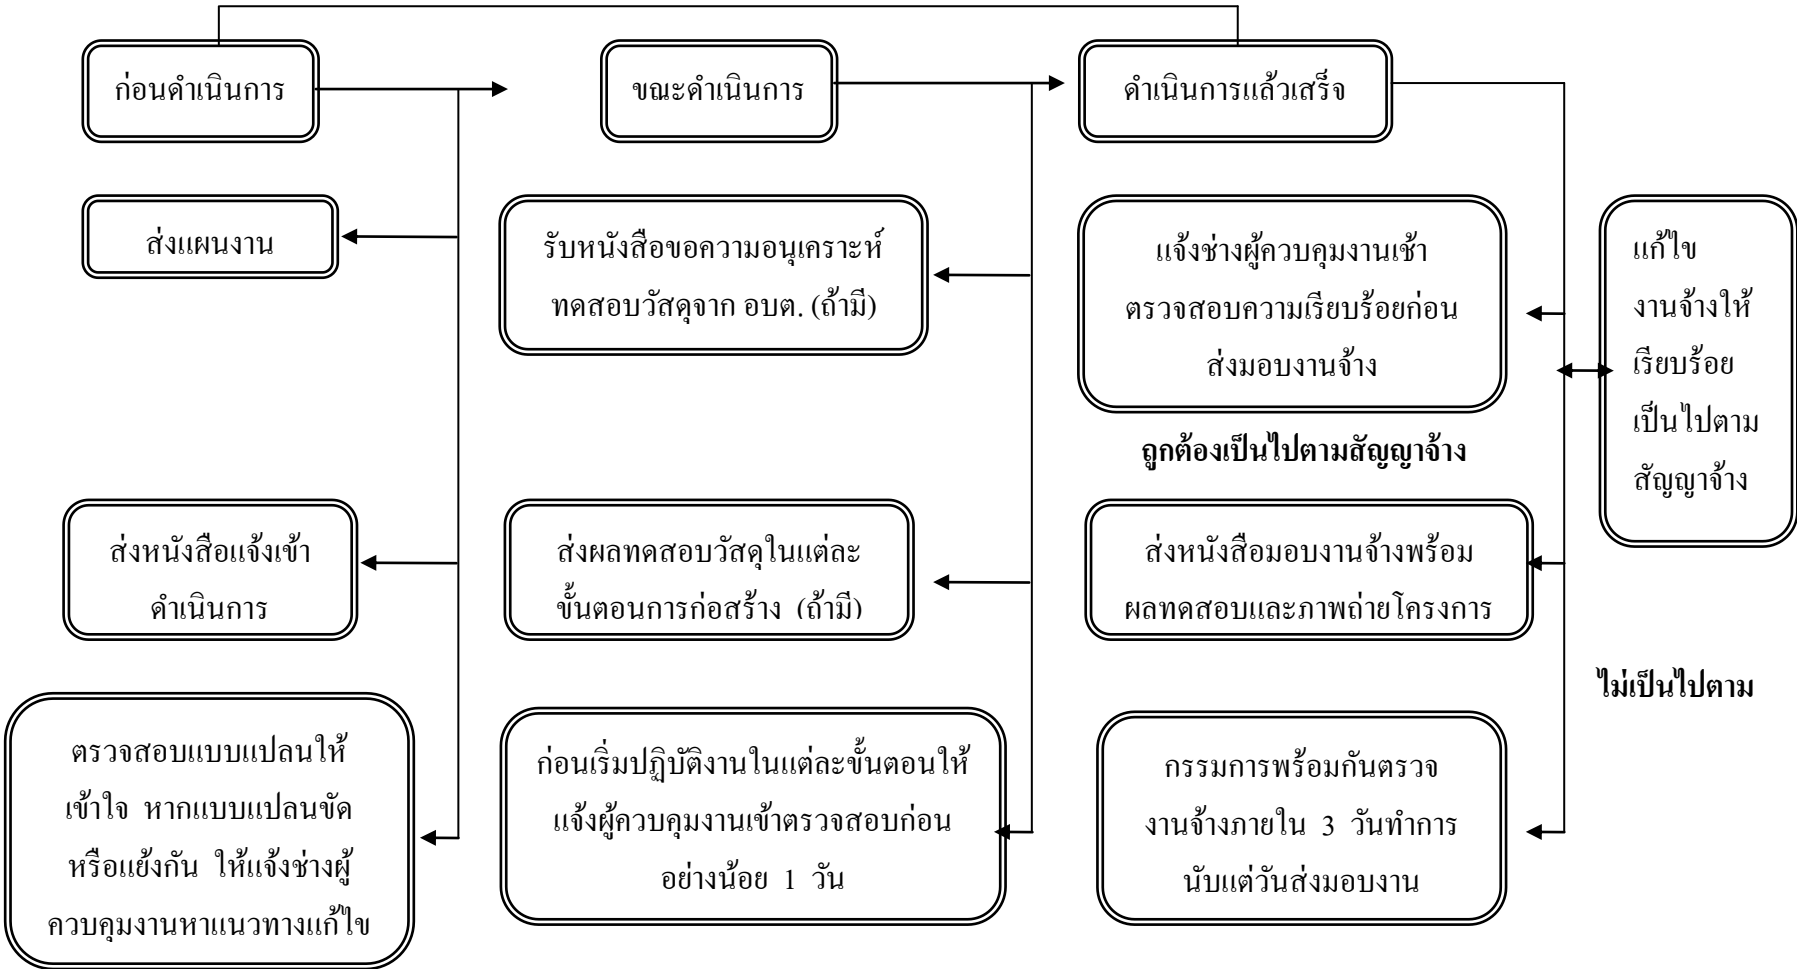 ก่อนดำเนินการ
ขณะดำเนินการ
ดำเนินการแล้วเสร็จ
ส่งแผนงาน
รับหนังสือขอความอนุเคราะห์
ทดสอบวัสดุจาก อบต. (ถ้ามี)
แจ้งช่างผู้ควบคุมงานเช้า
ตรวจสอบความเรียบร้อยก่อน
ส่งมอบงานจ้าง
แก้ไข
งานจ้างให้
เรียบร้อย
เป็นไปตาม
สัญญาจ้าง
ถูกต้องเป็นไปตามสัญญาจ้าง
ส่งหนังสือแจ้งเข้า
ดำเนินการ
ส่งผลทดสอบวัสดุในแต่ละ
ขั้นตอนการก่อสร้าง (ถ้ามี)
ส่งหนังสือมอบงานจ้างพร้อม
ผลทดสอบและภาพถ่ายโครงการ
ไม่เป็นไปตาม
ตรวจสอบแบบแปลนให้
เข้าใจ หากแบบแปลนขัด
หรือแย้งกัน ให้แจ้งช่างผู้
ควบคุมงานหาแนวทางแก้ไข
ก่อนเริ่มปฏิบัติงานในแต่ละขั้นตอนให้
แจ้งผู้ควบคุมงานเข้าตรวจสอบก่อน
อย่างน้อย 1 วัน
กรรมการพร้อมกันตรวจ
งานจ้างภายใน 3 วันทำการ
นับแต่วันส่งมอบงาน